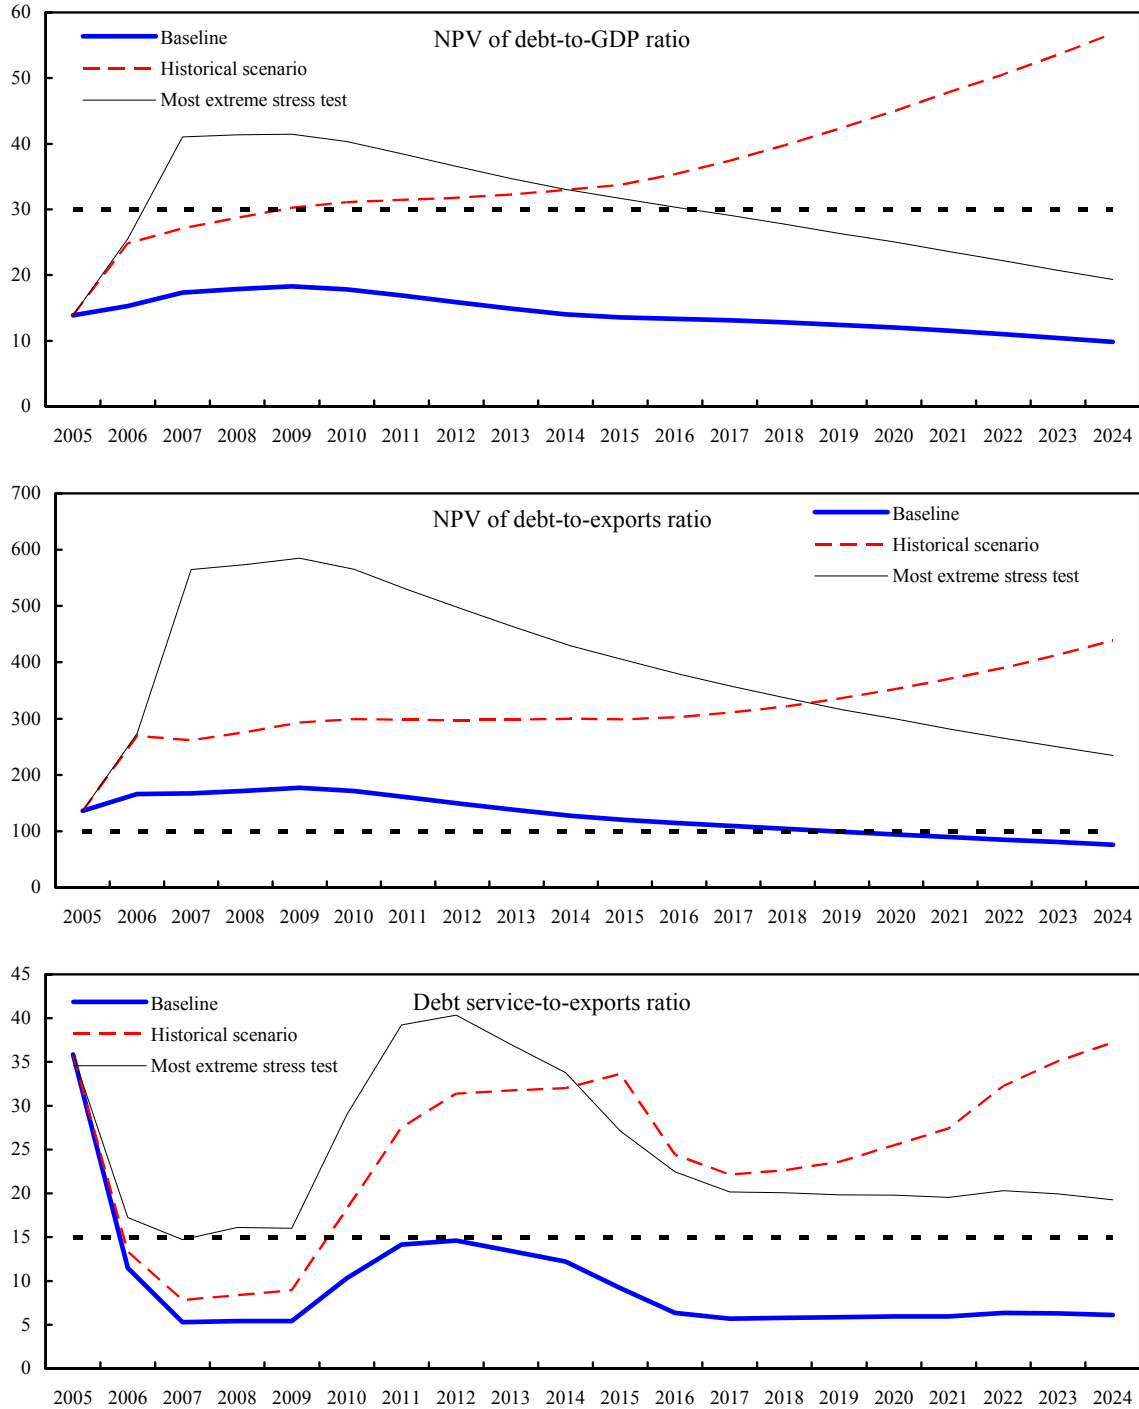 60
NPV of debt-to-GDP ratio
Baseline
Historical scenario
50
Most extreme stress test
40
30
20
10
0
2005 2006 2007 2008 2009 2010 2011 2012 2013 2014 2015 2016 2017 2018 2019 2020 2021 2022 2023 2024
700
NPV of debt-to-exports ratio
Baseline
Historical scenario
600
Most extreme stress test
500
400
300
200
100
0
2005 2006 2007 2008 2009 2010 2011 2012 2013 2014 2015 2016 2017 2018 2019 2020 2021 2022 2023 2024
45
Debt service-to-exports ratio
Baseline
40
Historical scenario
35
Most extreme stress test
30
25
20
15
10
5
0
2005 2006 2007 2008 2009 2010 2011 2012 2013 2014 2015 2016 2017 2018 2019 2020 2021 2022 2023 2024